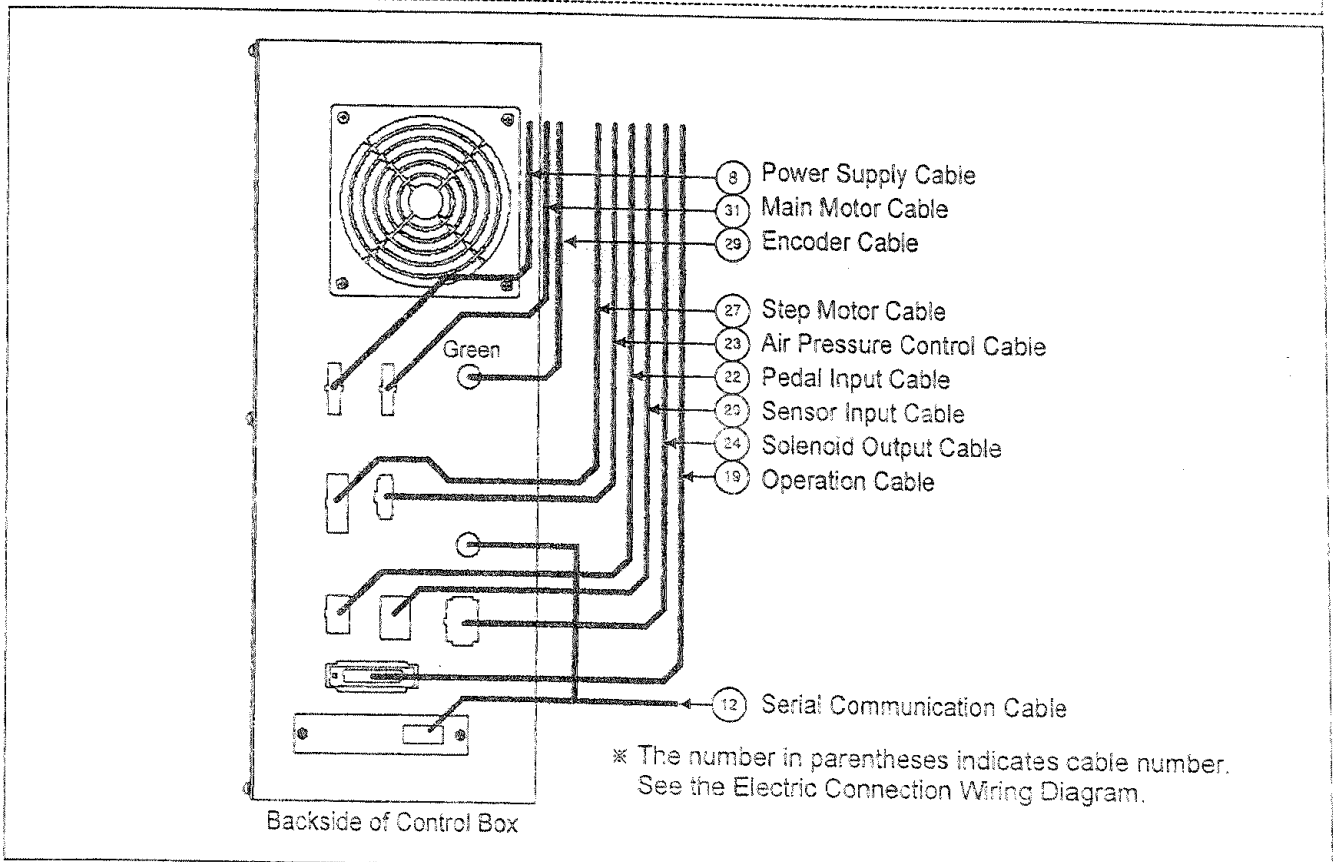 8 Power Supply Cable
31 Main Motor Cable
29 Encoder Cable
Green
27 Step Motor Cable
23 Air Pressure Control Cable
22 Pedal Input Cable
Sensor Input Cable
24 Solenoid Output Cable
19 Operation Cable
12 Serial Communication Cable
※ The number in parentheses indicates cable number.
See the Electric Connection Wiring Diagram.
Backside of Control Box